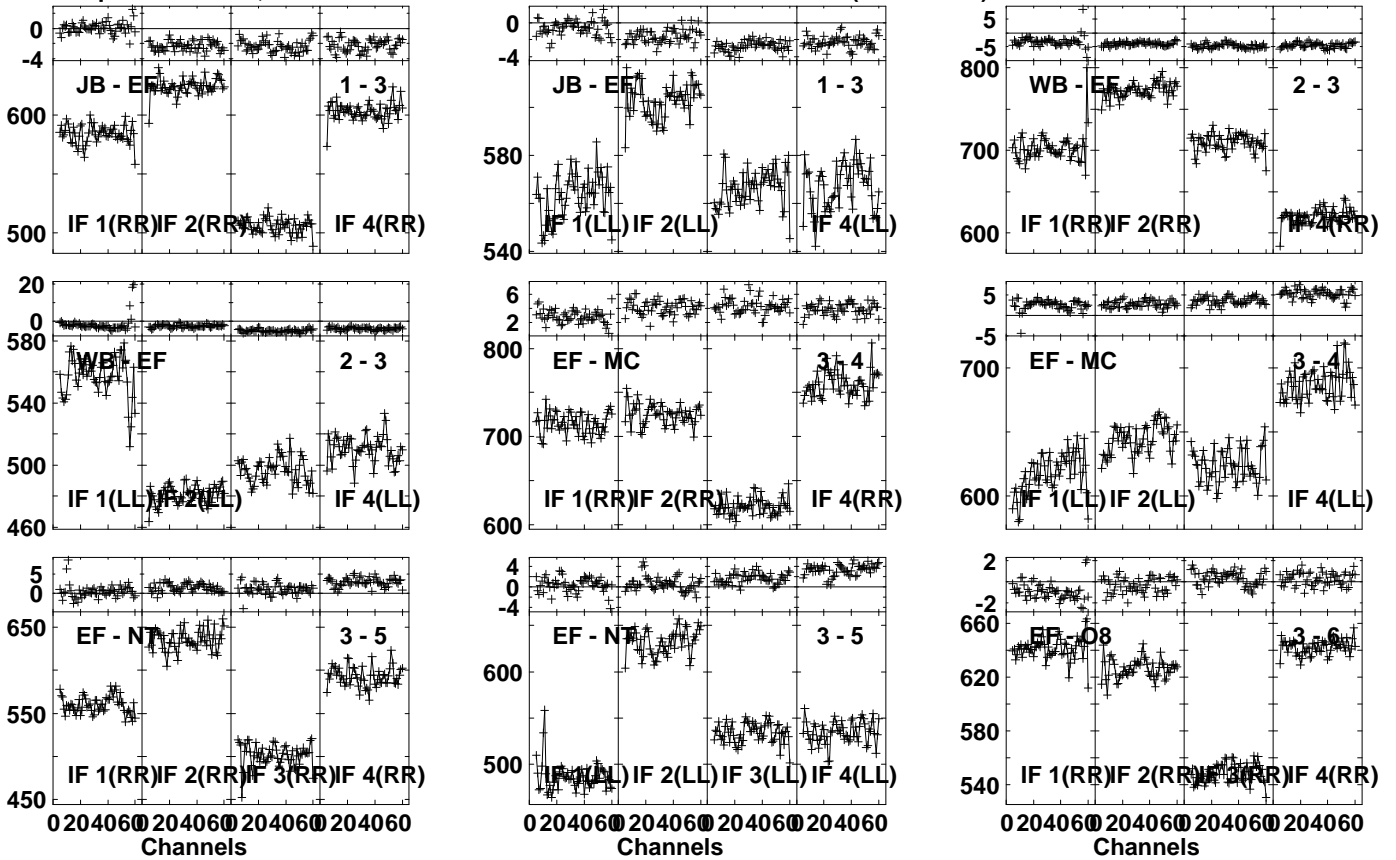 0
-4
JB - EF
1 - 3
600
500
IF 1(RR)
IF 2(RR)
IF 4(RR)
0
-4
JB - EF
1 - 3
580
540
IF 1(LL)
IF 2(LL)
IF 4(LL)
5
-5
800
WB - EF
2 - 3
700
600
IF 1(RR)
IF 2(RR)
IF 4(RR)
20
0
580
WB - EF
2 - 3
540
500
460
IF 1(LL)
IF 2(LL)
IF 4(LL)
6
4
2
800
EF - MC
3 - 4
700
600
IF 1(RR)
IF 2(RR)
IF 4(RR)
5
-5
700
EF - MC
3 - 4
600
IF 1(LL)
IF 2(LL)
IF 4(LL)
5
0
650
EF - NT
3 - 5
550
450
IF 1(RR)
IF 2(RR)
IF 3(RR)
IF 4(RR)
0 20 40 60 0 20 40 60 0 20 40 60 0 20 40 60
Channels
4
2
0
-4
EF - NT
3 - 5
600
500
IF 1(LL)
IF 2(LL)
IF 3(LL)
IF 4(LL)
0 20 40 60 0 20 40 60 0 20 40 60 0 20 40 60
Channels
2
-2
660
EF - O8
3 - 6
620
580
540
IF 1(RR)
IF 2(RR)
IF 3(RR)
IF 4(RR)
0 20 40 60 0 20 40 60 0 20 40 60 0 20 40 60
Channels